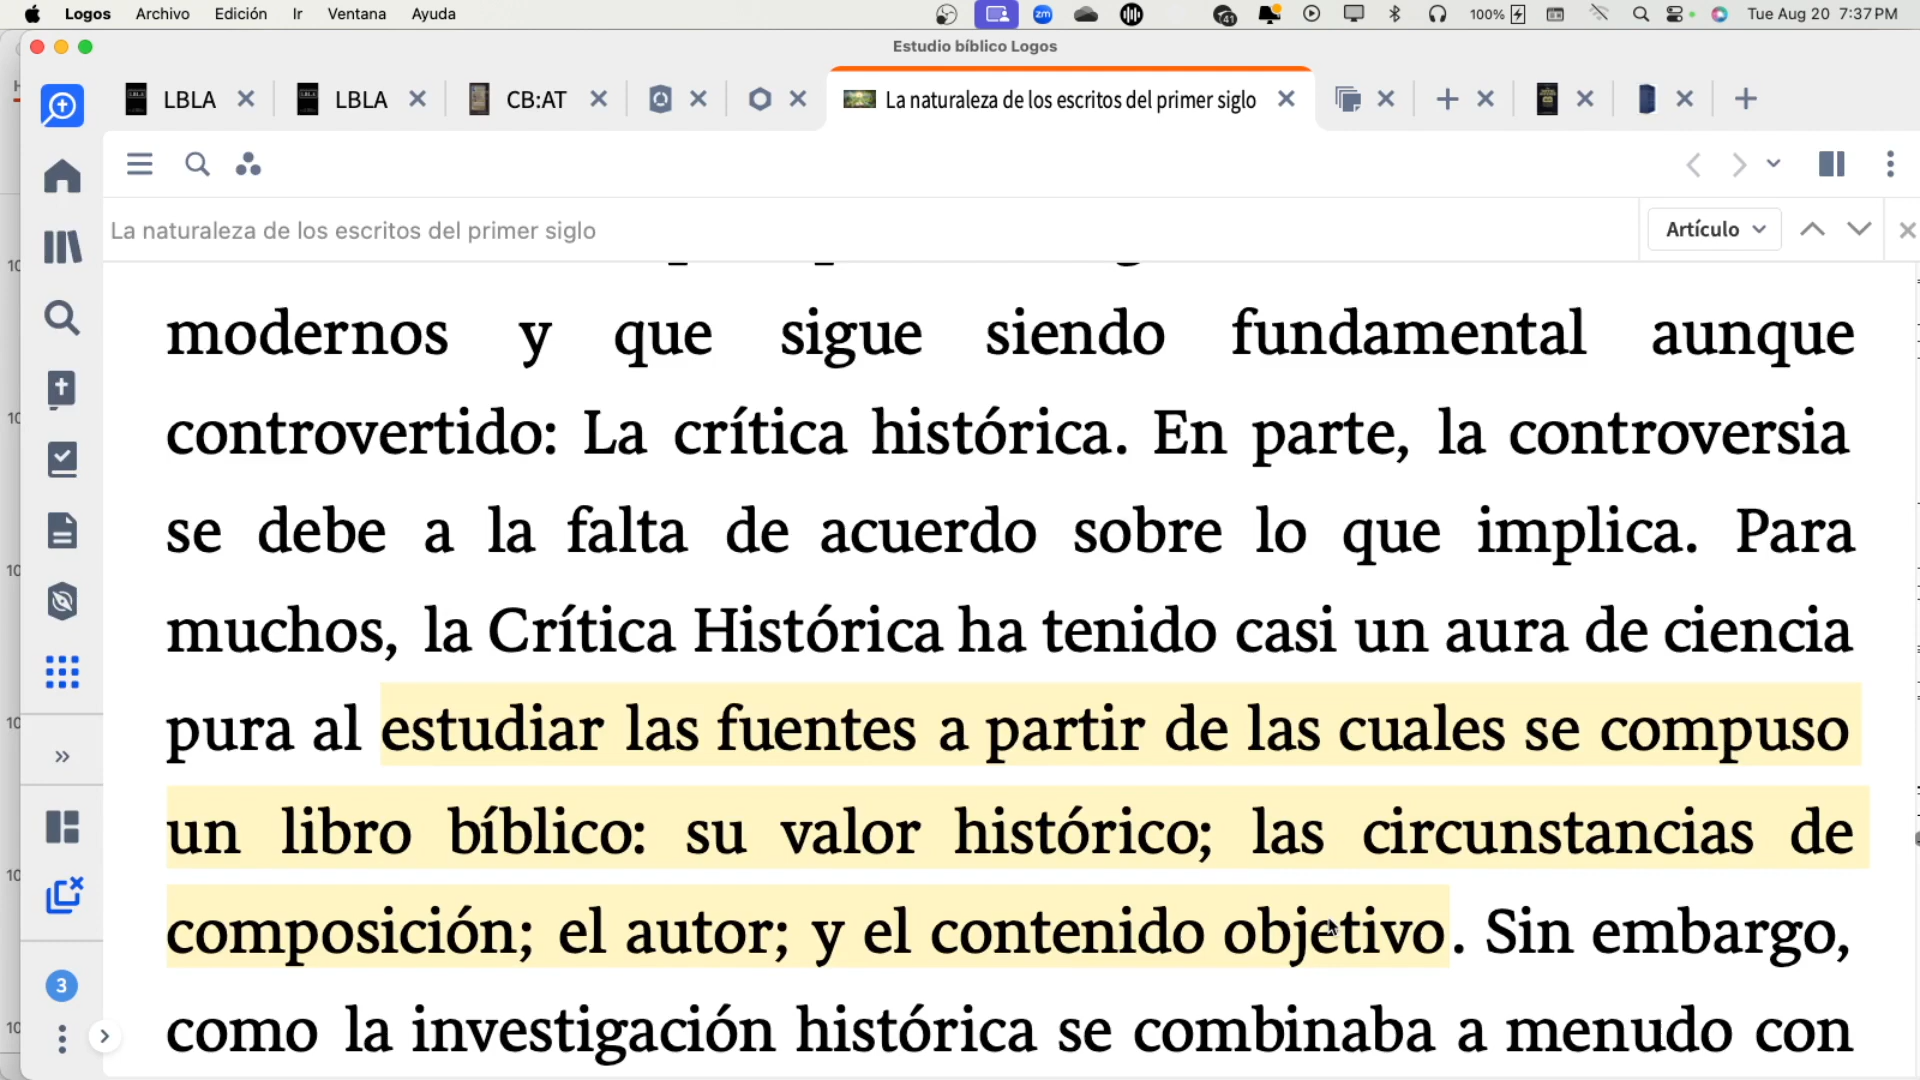 Logos Archivo Edición Ir Ventana Ayuda
zm 41 100% Tue Aug 20 7:37 PM
Estudio bíblico Logos
LBLA LBLA CB:AT La naturaleza de los escritos del primer siglo
La naturaleza de los escritos del primer siglo Artículo
modernos y que sigue siendo fundamental aunque
controvertido: La crítica histórica. En parte, la controversia
se debe a la falta de acuerdo sobre lo que implica. Para
muchos, la Crítica Histórica ha tenido casi un aura de ciencia
pura al estudiar las fuentes a partir de las cuales se compuso
un libro bíblico: su valor histórico; las circunstancias de
composición; el autor; y el contenido objetivo. Sin embargo,
como la investigación histórica se combinaba a menudo con
3